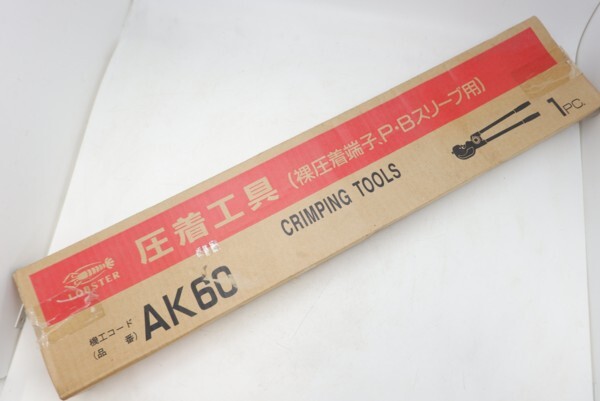 LOBSTER
圧着工具 (裸圧着端子、P・Bスリーブ用)
CRIMPING TOOLS
1PC.
機工コード
(品番)
AK60